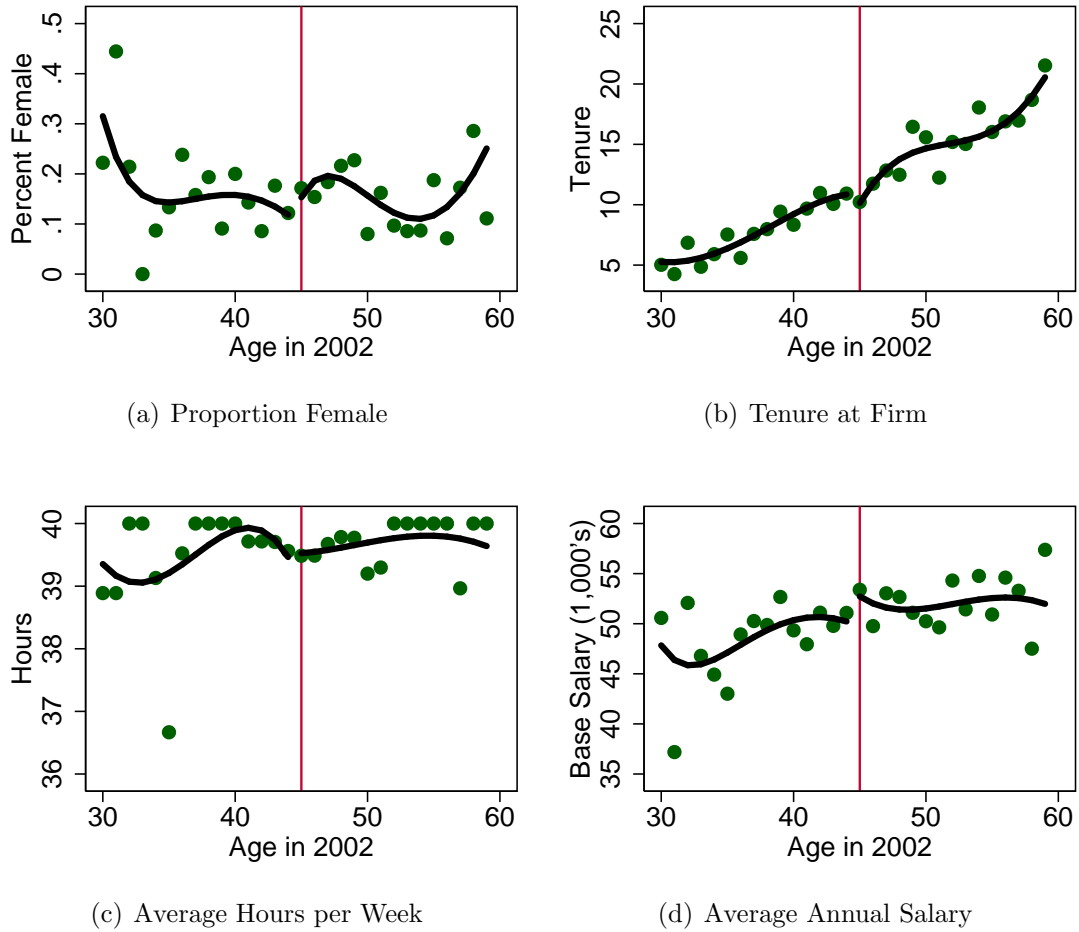 Percent Female
0 .1 .2 .3 .4 .5
30 40 50 60
Age in 2002
(a) Proportion Female
Tenure
5 10 15 20 25
30 40 50 60
Age in 2002
(b) Tenure at Firm
Hours
36 37 38 39 40
30 40 50 60
Age in 2002
(c) Average Hours per Week
Base Salary (1,000's)
35 40 45 50 55 60
30 40 50 60
Age in 2002
(d) Average Annual Salary